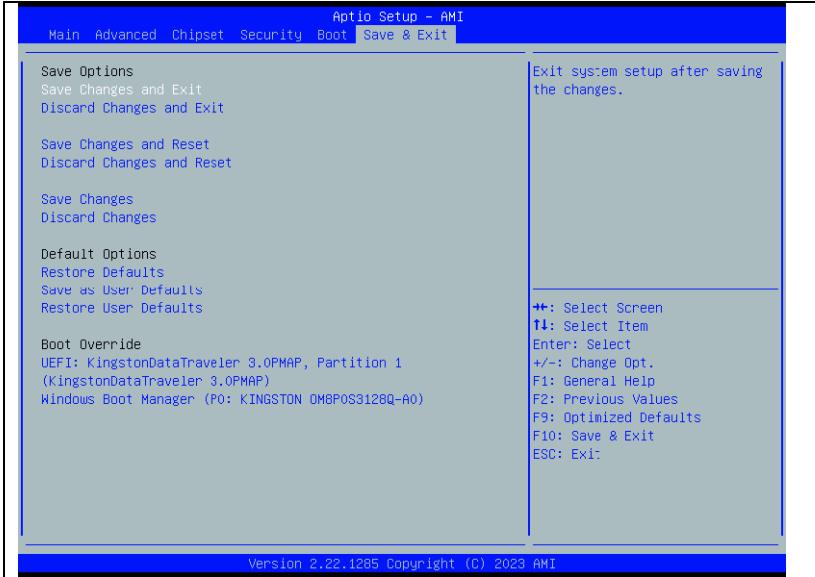 Aptio Setup – AMI
Main Advanced Chipset Security Boot Save & Exit
Save Options
Save Changes and Exit
Discard Changes and Exit
Save Changes and Reset
Discard Changes and Reset
Save Changes
Discard Changes
Default Options
Restore Defaults
Save as User Defaults
Restore User Defaults
Boot Override
UEFI: KingstonDataTraveler 3.0PMAP, Partition 1
(KingstonDataTraveler 3.0PMAP)
Windows Boot Manager (P0: KINGSTON OM8P0S3128Q-A0)
Exit system setup after saving
the changes.
→←: Select Screen
↑↓: Select Item
Enter: Select
+/-: Change Opt.
F1: General Help
F2: Previous Values
F9: Optimized Defaults
F10: Save & Exit
ESC: Exit
Version 2.22.1285 Copyright (C) 2023 AMI